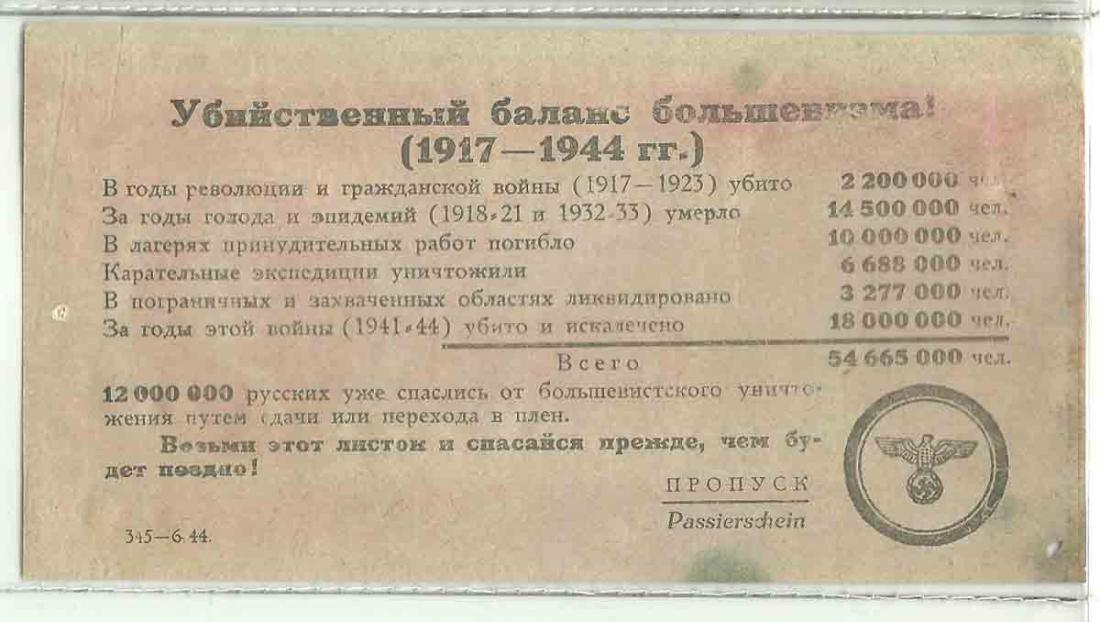 Убийственный баланс большевизма!
(1917—1944 гг.)
В годы революции и гражданской войны (1917—1923) убито 2 200 000 чел.
За годы голода и эпидемий (1918-21 и 1932-33) умерло 14 500 000 чел.
В лагерях принудительных работ погибло 10 000 000 чел.
Карательные экспедиции уничтожили 6 688 000 чел.
В пограничных и захваченных областях ликвидировано 3 277 000 чел.
За годы этой войны (1941-44) убито и искалечено 18 000 000 чел.
Всего 54 665 000 чел.
12 000 000 русских уже спаслись от большевистского уничто-
жения путем сдачи или перехода в плен.
Возьми этот листок и спасайся прежде, чем бу-
дет поздно!
ПРОПУСК
Passierschein
345—6.44.